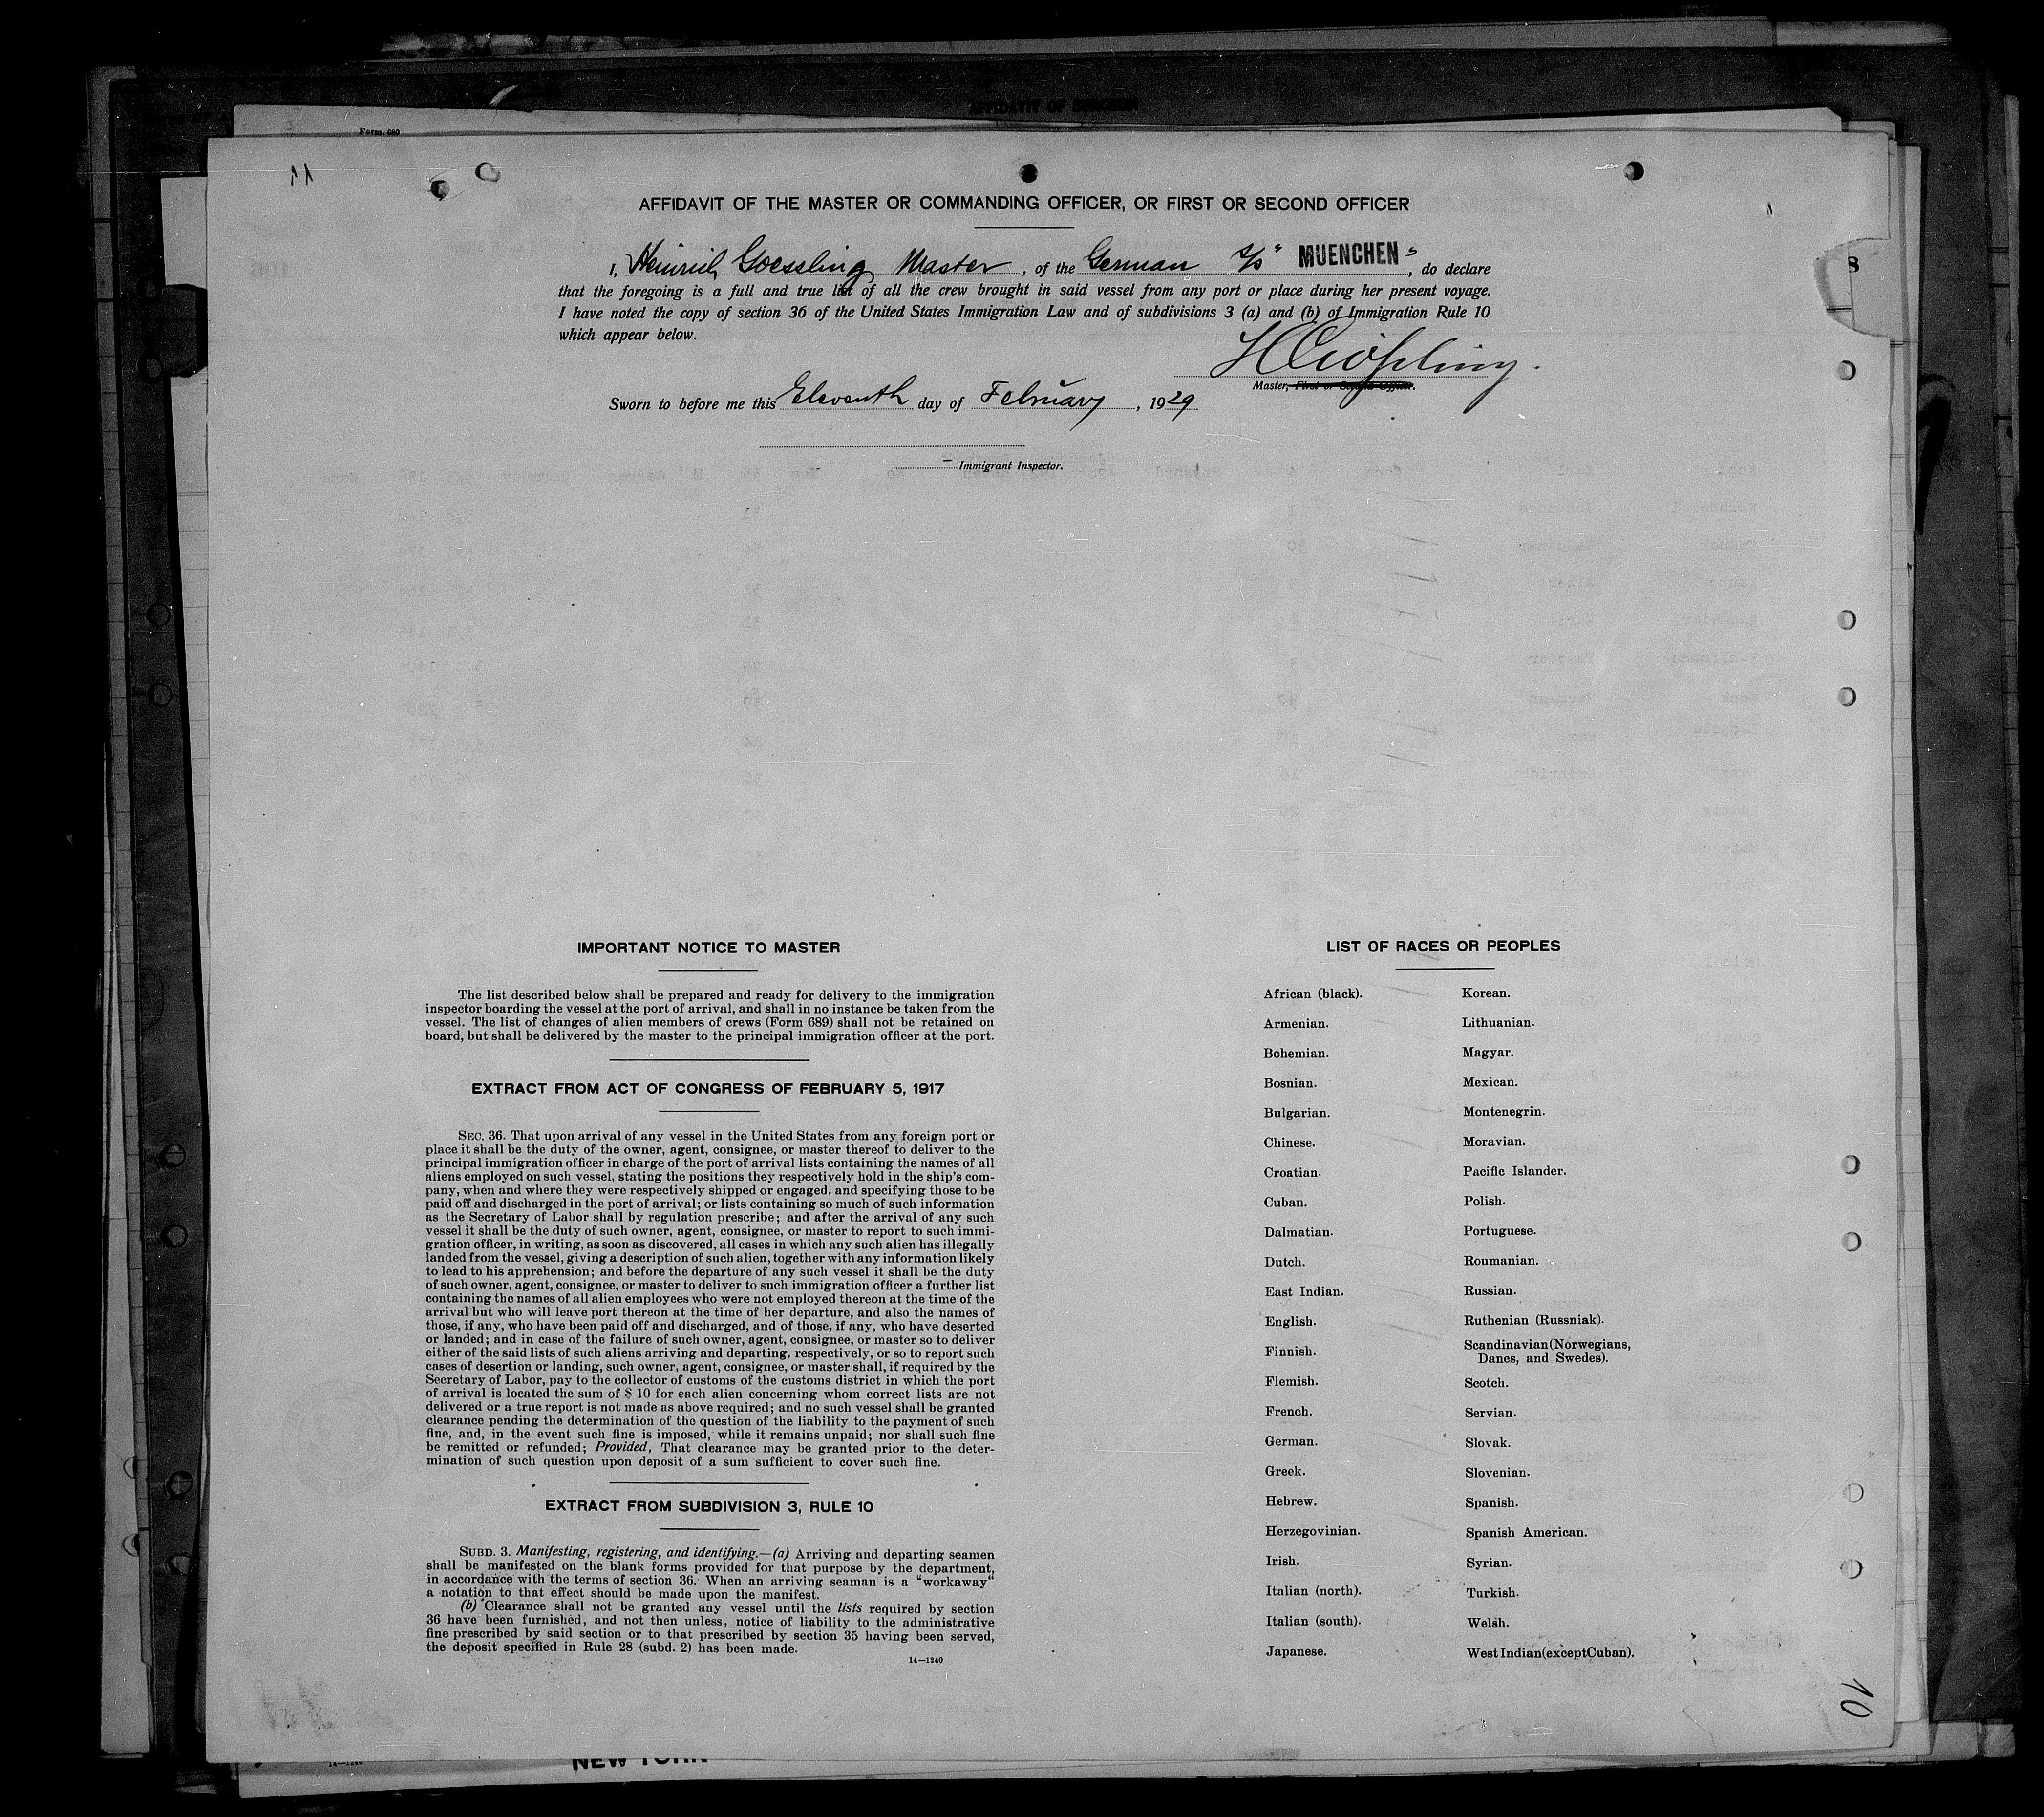 Form. 680
AFFIDAVIT OF THE MASTER OR COMMANDING OFFICER, OR FIRST OR SECOND OFFICER
I, Heinrich Goessling Master, of the German S/S "MUENCHEN", do declare
that the foregoing is a full and true list of all the crew brought in said vessel from any port or place during her present voyage.
I have noted the copy of section 36 of the United States Immigration Law and of subdivisions 3 (a) and (b) of Immigration Rule 10
which appear below.
Master, First or Second Officer.
Sworn to before me this Eleventh day of February, 1929
Immigrant Inspector.
8
IMPORTANT NOTICE TO MASTER
The list described below shall be prepared and ready for delivery to the immigration
inspector boarding the vessel at the port of arrival, and shall in no instance be taken from the
vessel. The list of changes of alien members of crews (Form 689) shall not be retained on
board, but shall be delivered by the master to the principal immigration officer at the port.
EXTRACT FROM ACT OF CONGRESS OF FEBRUARY 5, 1917
SEC. 36. That upon arrival of any vessel in the United States from any foreign port or
place it shall be the duty of the owner, agent, consignee, or master thereof to deliver to the
principal immigration officer in charge of the port of arrival lists containing the names of all
aliens employed on such vessel, stating the positions they respectively hold in the ship's com-
pany, when and where they were respectively shipped or engaged, and specifying those to be
paid off and discharged in the port of arrival; or lists containing so much of such information
as the Secretary of Labor shall by regulation prescribe; and after the arrival of any such
vessel it shall be the duty of such owner, agent, consignee, or master to report to such immi-
gration officer, in writing, as soon as discovered, all cases in which any such alien has illegally
landed from the vessel, giving a description of such alien, together with any information likely
to lead to his apprehension; and before the departure of any such vessel it shall be the duty
of such owner, agent, consignee, or master to deliver to such immigration officer a further list
containing the names of all alien employees who were not employed thereon at the time of the
arrival but who will leave port thereon at the time of her departure, and also the names of
those, if any, who have been paid off and discharged, and of those, if any, who have deserted
or landed; and in case of the failure of such owner, agent, consignee, or master so to deliver
either of the said lists of such aliens arriving and departing, respectively, or so to report such
cases of desertion or landing, such owner, agent, consignee, or master shall, if required by the
Secretary of Labor, pay to the collector of customs of the customs district in which the port
of arrival is located the sum of $ 10 for each alien concerning whom correct lists are not
delivered or a true report is not made as above required; and no such vessel shall be granted
clearance pending the determination of the question of the liability to the payment of such
fine, and, in the event such fine is imposed, while it remains unpaid; nor shall such fine
be remitted or refunded; Provided, That clearance may be granted prior to the deter-
mination of such question upon deposit of a sum sufficient to cover such fine.
EXTRACT FROM SUBDIVISION 3, RULE 10
SUBD. 3. Manifesting, registering, and identifying.—(a) Arriving and departing seamen
shall be manifested on the blank forms provided for that purpose by the department,
in accordance with the terms of section 36. When an arriving seaman is a "workaway"
a notation to that effect should be made upon the manifest.
(b) Clearance shall not be granted any vessel until the lists required by section
36 have been furnished, and not then unless, notice of liability to the administrative
fine prescribed by said section or to that prescribed by section 35 having been served,
the deposit specified in Rule 28 (subd. 2) has been made.
14—1240
LIST OF RACES OR PEOPLES
African (black). Korean.
Armenian. Lithuanian.
Bohemian. Magyar.
Bosnian. Mexican.
Bulgarian. Montenegrin.
Chinese. Moravian.
Croatian. Pacific Islander.
Cuban. Polish.
Dalmatian. Portuguese.
Dutch. Roumanian.
East Indian. Russian.
English. Ruthenian (Russniak).
Finnish. Scandinavian(Norwegians,
Danes, and Swedes).
Flemish. Scotch.
French. Servian.
German. Slovak.
Greek. Slovenian.
Hebrew. Spanish.
Herzegovinian. Spanish American.
Irish. Syrian.
Italian (north). Turkish.
Italian (south). Welsh.
Japanese. West Indian(exceptCuban).
10
14—1240
NEW YORK